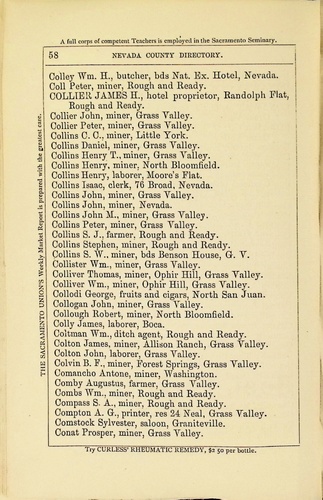 A full corps of competent Teachers is employed in the Sacramento Seminary.
58 NEVADA COUNTY DIRECTORY.
THE SACRAMENTO UNION'S Weekly Market Report is prepared with the greatest care.
Colley Wm. H., butcher, bds Nat. Ex. Hotel, Nevada.
Coll Peter, miner, Rough and Ready.
COLLIER JAMES H., hotel proprietor, Randolph Flat,
Rough and Ready.
Collier John, miner, Grass Valley.
Collier Peter, miner, Grass Valley.
Collins C. C., miner, Little York.
Collins Daniel, miner, Grass Valley.
Collins Henry T., miner, Grass Valley.
Collins Henry, miner, North Bloomfield.
Collins Henry, laborer, Moore's Flat.
Collins Isaac, clerk, 76 Broad, Nevada.
Collins John, miner, Grass Valley.
Collins John, miner, Nevada.
Collins John M., miner, Grass Valley.
Collins Peter, miner, Grass Valley.
Collins S. J., farmer, Rough and Ready.
Collins Stephen, miner, Rough and Ready.
Collins S. W., miner, bds Benson House, G. V.
Collister Wm., miner, Grass Valley.
Colliver Thomas, miner, Ophir Hill, Grass Valley.
Colliver Wm., miner, Ophir Hill, Grass Valley.
Collodi George, fruits and cigars, North San Juan.
Collogan John, miner, Grass Valley.
Collough Robert, miner, North Bloomfield.
Colly James, laborer, Boca.
Coltman Wm., ditch agent, Rough and Ready.
Colton James, miner, Allison Ranch, Grass Valley.
Colton John, laborer, Grass Valley.
Colvin B. F., miner, Forest Springs, Grass Valley.
Comancho Antone, miner, Washington.
Comby Augustus, farmer, Grass Valley.
Combs Wm., miner, Rough and Ready.
Compass S. A., miner, Rough and Ready.
Compton A. G., printer, res 24 Neal, Grass Valley.
Comstock Sylvester, saloon, Graniteville.
Conat Prosper, miner, Grass Valley.
Try CURLESS' RHEUMATIC REMEDY, $2 50 per bottle.